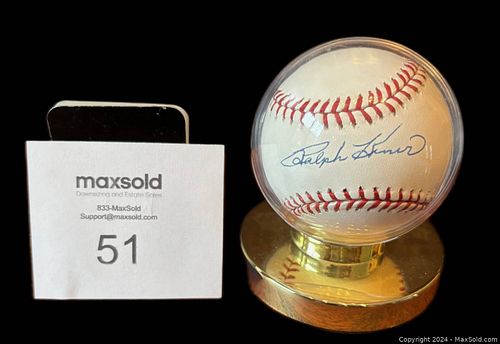 maxsold
Downsizing and Estate Sales
833-MaxSold
Support@maxsold.com
51
Ralph Kiner
Copyright © 2024 - MaxSold.com